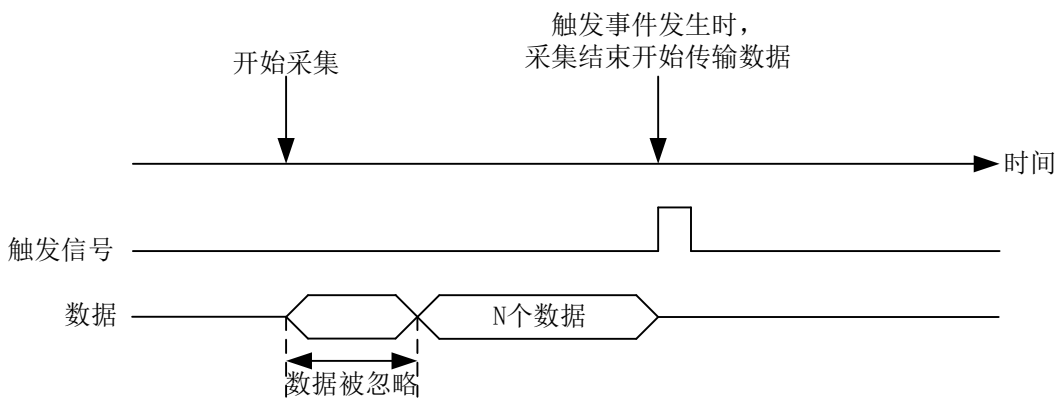 触发事件发生时，
采集结束开始传输数据
开始采集
时间
触发信号
数据
N个数据
数据被忽略